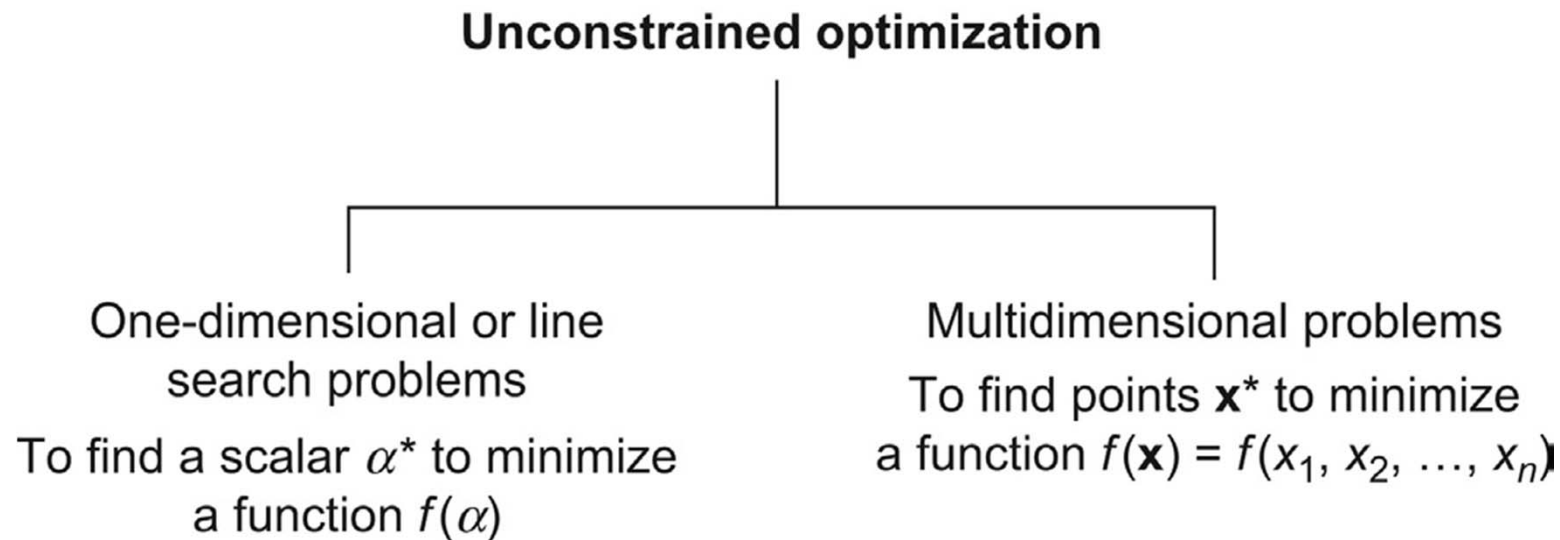 Unconstrained optimization
One-dimensional or line
search problems
To find a scalar α* to minimize
a function f(α)
Multidimensional problems
To find points x* to minimize
a function f(x) = f(x₁, x₂, …, xₙ)